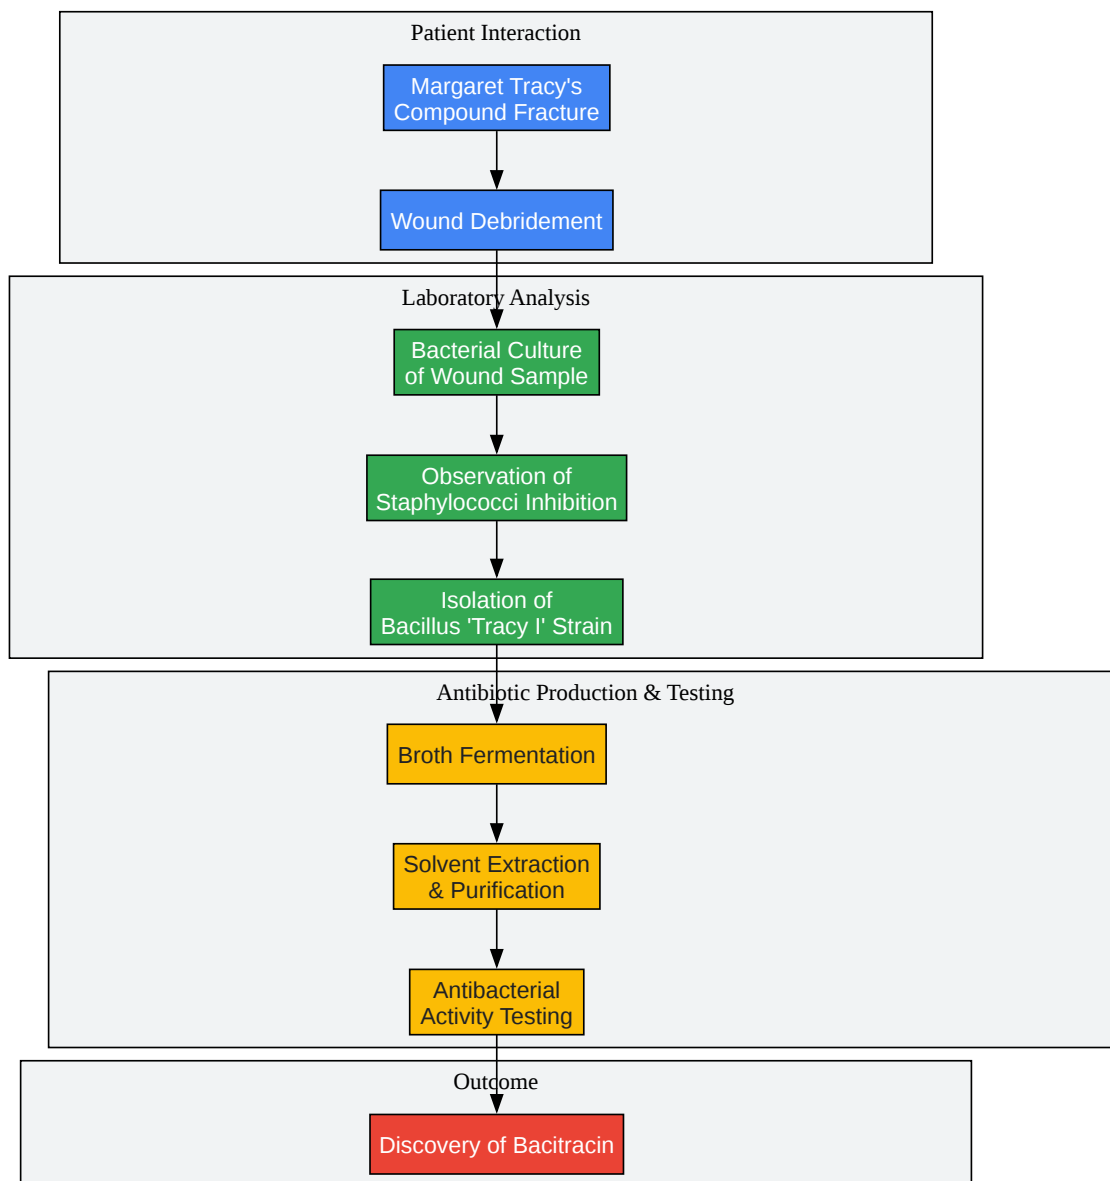 Patient Interaction
Margaret Tracy's
Compound Fracture
Wound Debridement
Laboratory Analysis
Bacterial Culture
of Wound Sample
Observation of
Staphylococci Inhibition
Isolation of
Bacillus 'Tracy I' Strain
Antibiotic Production & Testing
Broth Fermentation
Solvent Extraction
& Purification
Antibacterial
Activity Testing
Outcome
Discovery of Bacitracin